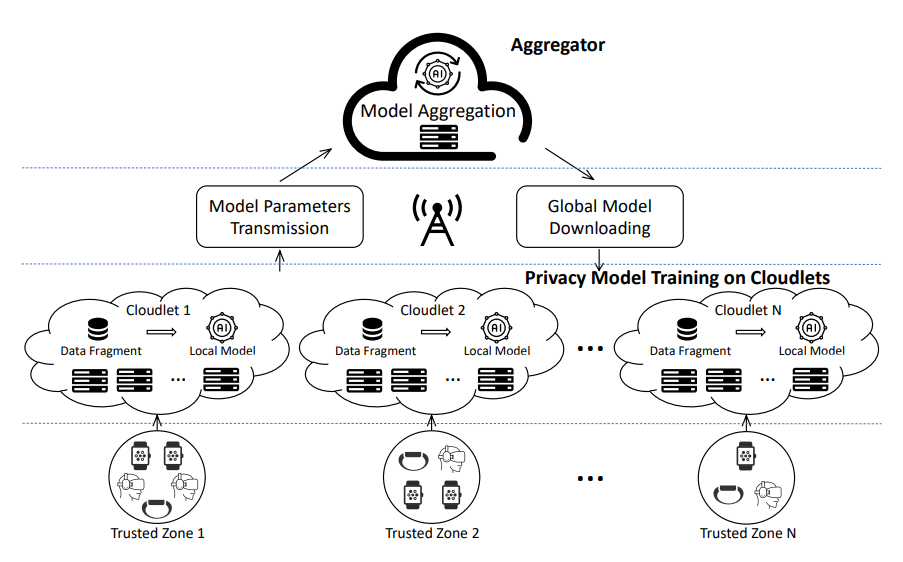 Aggregator
AI
Model Aggregation
Model Parameters
Transmission
Global Model
Downloading
Privacy Model Training on Cloudlets
Cloudlet 1
AI
Data Fragment
Local Model
...
Cloudlet 2
AI
Data Fragment
Local Model
...
...
Cloudlet N
AI
Data Fragment
Local Model
...
...
Trusted Zone 1
Trusted Zone 2
Trusted Zone N